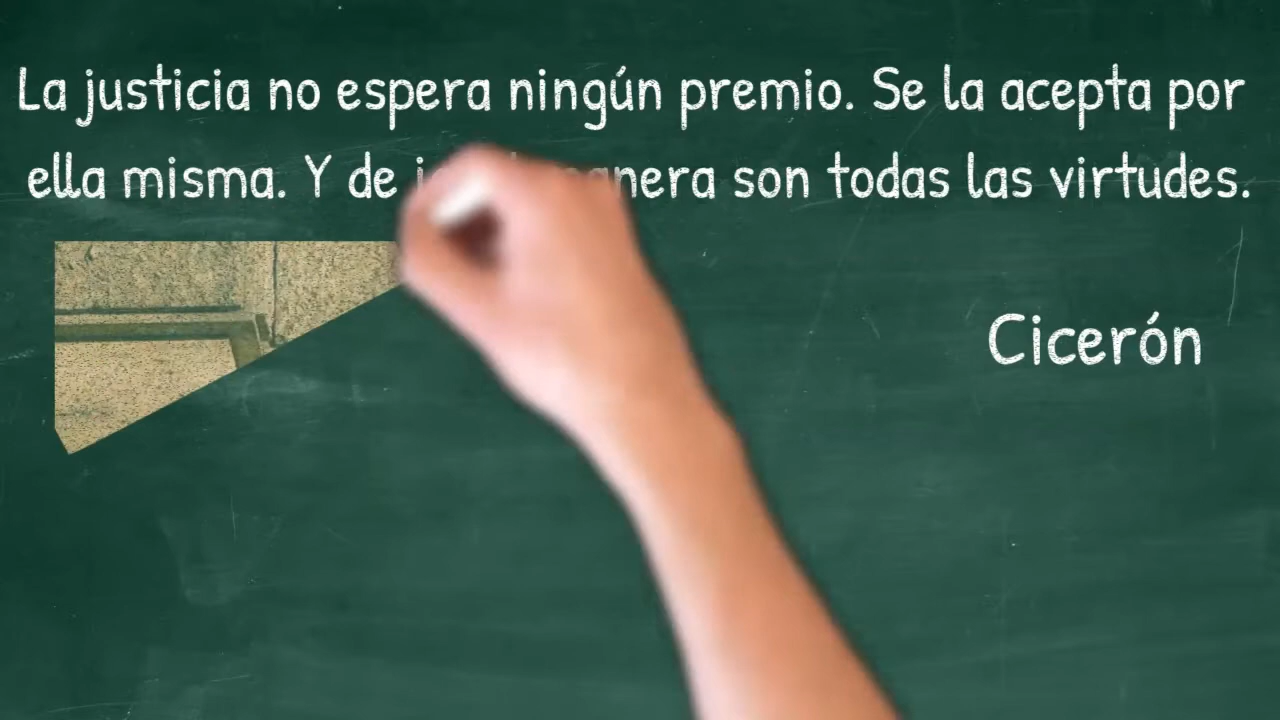 La justicia no espera ningún premio. Se la acepta por
ella misma. Y de son todas las virtudes.
Cicerón